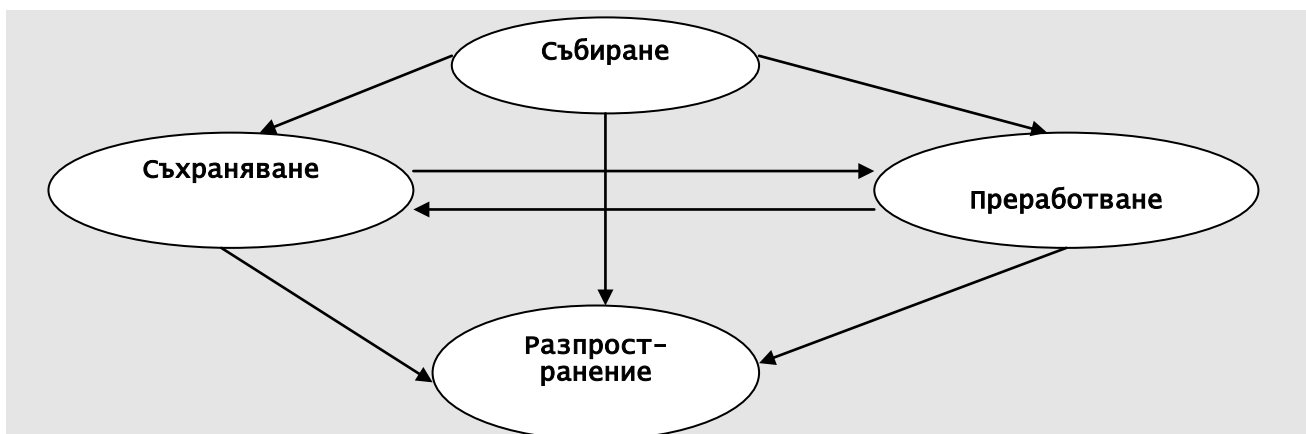 Събиране
Съхраняване
Преработване
Разпрост-
ранение